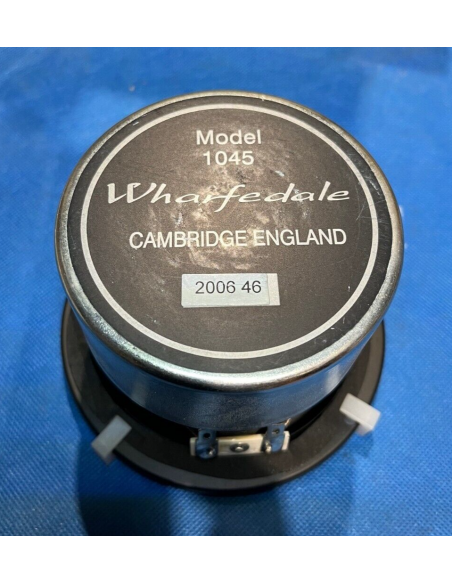 Model
1045
Wharfedale
CAMBRIDGE ENGLAND
2006 46